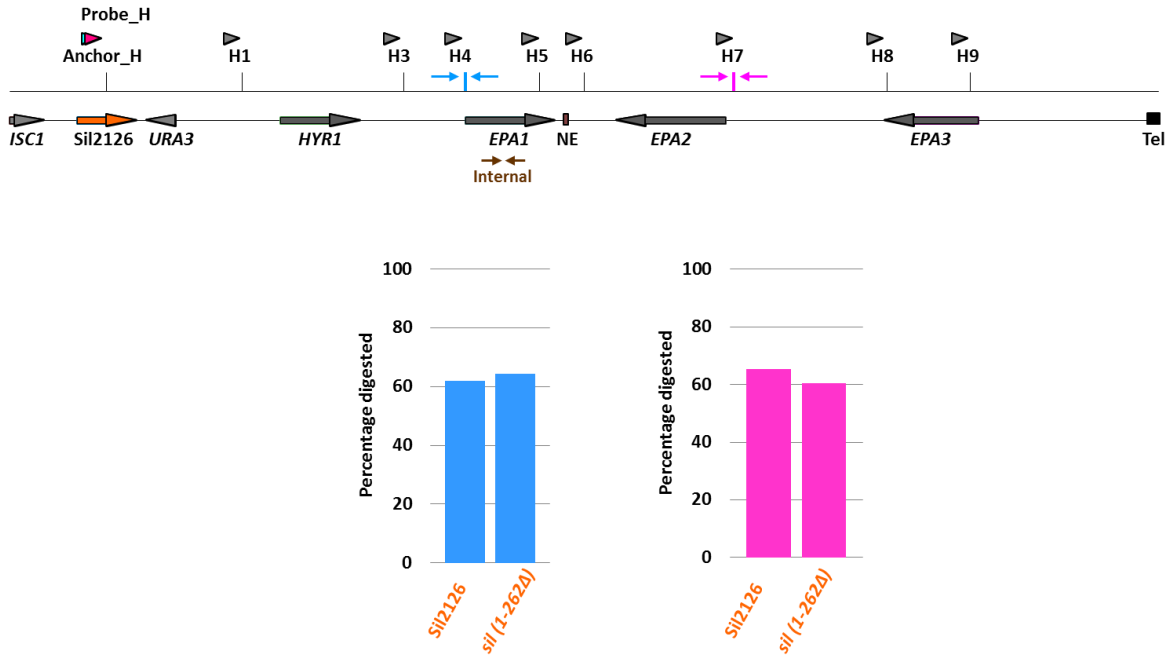 Probe_H
Anchor_H H1 H3 H4 H5 H6 H7 H8 H9
ISC1 Sil2126 URA3 HYR1 EPA1 NE EPA2 EPA3 Tel
Internal
Percentage digested
100
80
60
40
20
0
Sil2126
sil (1-262Δ)
Percentage digested
100
80
60
40
20
0
Sil2126
sil (1-262Δ)